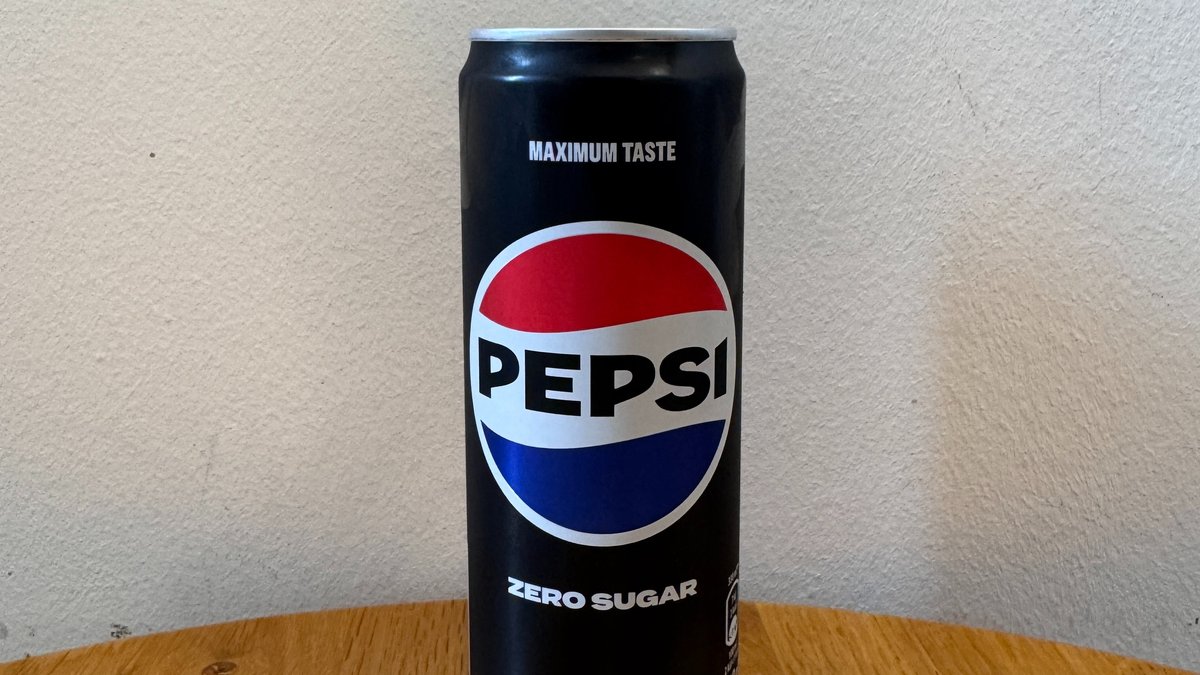 MAXIMUM TASTE
PEPSI
ZERO SUGAR